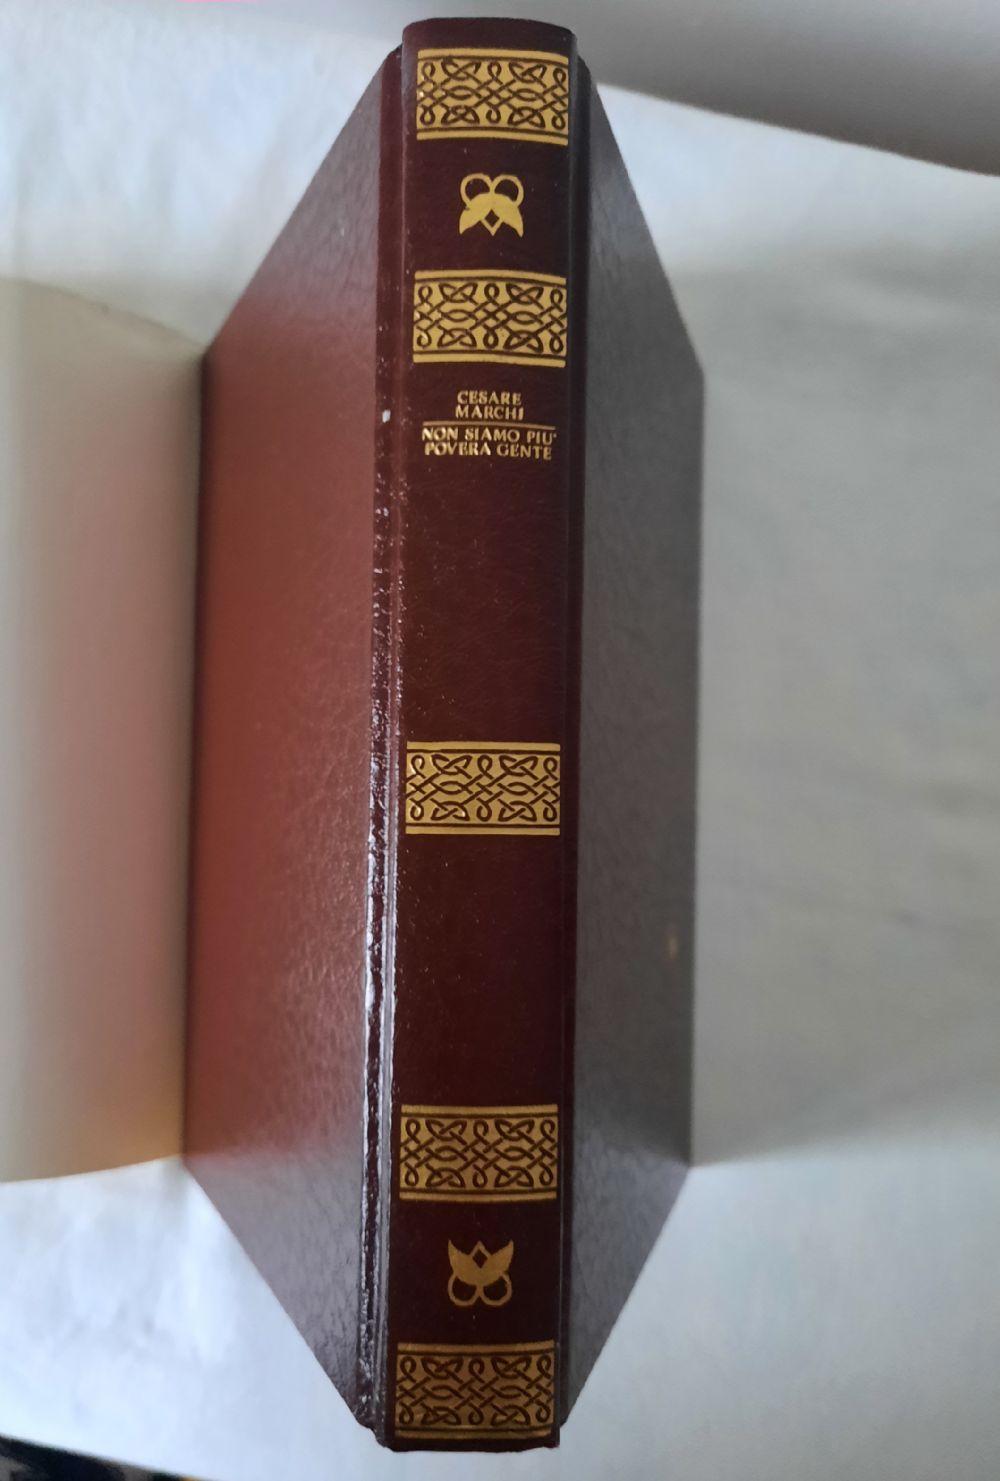 CESARE
MARCHI
NON SIAMO PIU'
POVERA GENTE